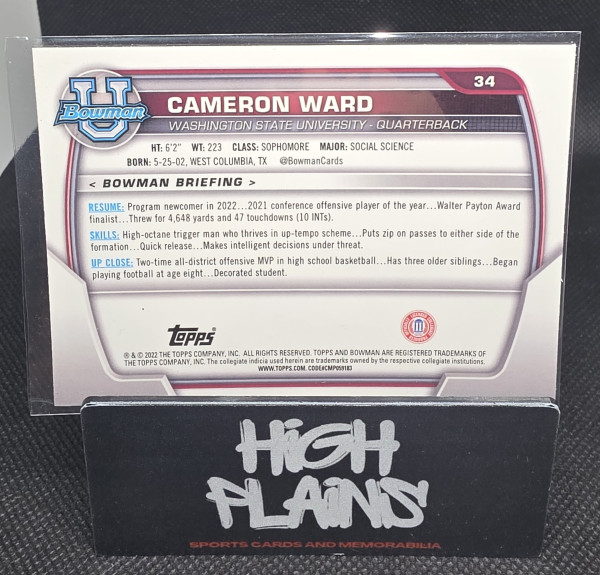 34
U
Bowman
CAMERON WARD
WASHINGTON STATE UNIVERSITY - QUARTERBACK
HT: 6'2" WT: 223 CLASS: SOPHOMORE MAJOR: SOCIAL SCIENCE
BORN: 5-25-02, WEST COLUMBIA, TX @BowmanCards
< BOWMAN BRIEFING >
RESUME: Program newcomer in 2022...2021 conference offensive player of the year...Walter Payton Award
finalist...Threw for 4,648 yards and 47 touchdowns (10 INTs).
SKILLS: High-octane trigger man who thrives in up-tempo scheme...Puts zip on passes to either side of the
formation...Quick release...Makes intelligent decisions under threat.
UP CLOSE: Two-time all-district offensive MVP in high school basketball...Has three older siblings...Began
playing football at age eight...Decorated student.
Topps
® & © 2022 THE TOPPS COMPANY, INC. ALL RIGHTS RESERVED. TOPPS AND BOWMAN ARE REGISTERED TRADEMARKS OF
THE TOPPS COMPANY, INC. The collegiate indicia used herein are trademarks owned by the respective collegiate institutions.
WWW.TOPPS.COM. CODE#CMP059183
HiGH
PLAiNS
SPORTS CARDS AND MEMORABILIA